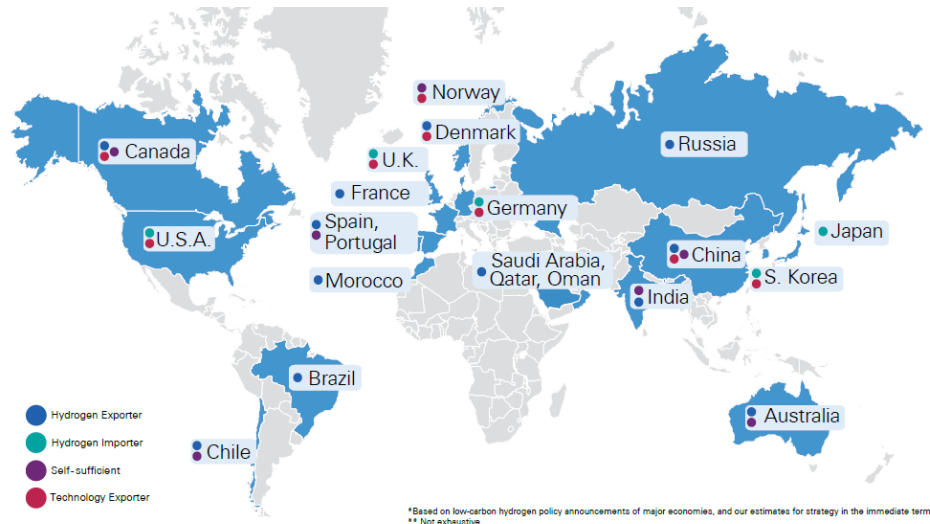 Norway
Denmark
U.K.
Canada
Russia
France
Germany
Spain,
Portugal
U.S.A.
Japan
China
Saudi Arabia,
Qatar, Oman
Morocco
S. Korea
India
Brazil
Australia
Chile
Hydrogen Exporter
Hydrogen Importer
Self-sufficient
Technology Exporter
*Based on low-carbon hydrogen policy announcements of major economies, and our estimates for strategy in the immediate term
** Not exhaustive